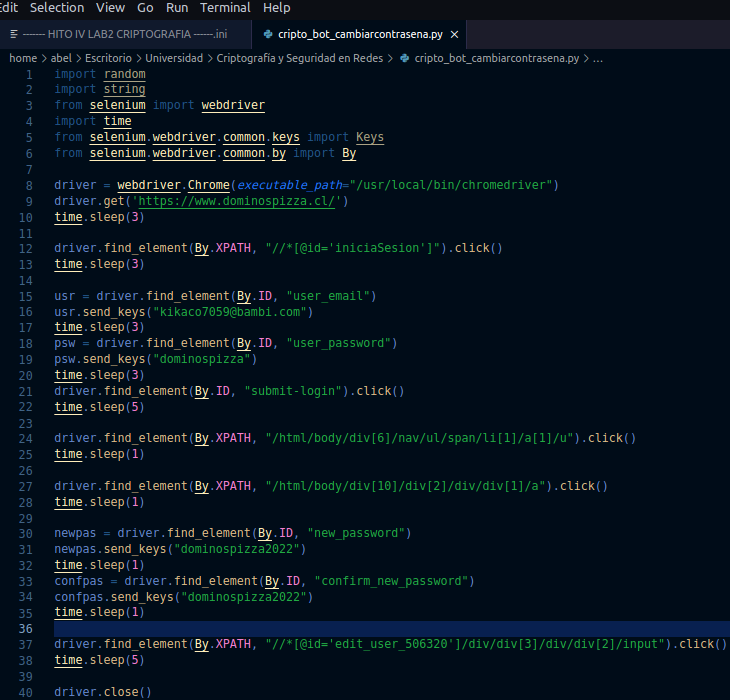 Edit Selection View Go Run Terminal Help
------- HITO IV LAB2 CRIPTOGRAFIA ------.ini cripto_bot_cambiarcontrasena.py ×
home > abel > Escritorio > Universidad > Criptografía y Seguridad en Redes > cripto_bot_cambiarcontrasena.py > ...
1 import random
2 import string
3 from selenium import webdriver
4 import time
5 from selenium.webdriver.common.keys import Keys
6 from selenium.webdriver.common.by import By
7
8 driver = webdriver.Chrome(executable_path="/usr/local/bin/chromedriver")
9 driver.get('https://www.dominospizza.cl/')
10 time.sleep(3)
11
12 driver.find_element(By.XPATH, "//*[@id='iniciaSesion']").click()
13 time.sleep(3)
14
15 usr = driver.find_element(By.ID, "user_email")
16 usr.send_keys("kikaco7059@bambi.com")
17 time.sleep(3)
18 psw = driver.find_element(By.ID, "user_password")
19 psw.send_keys("dominospizza")
20 time.sleep(3)
21 driver.find_element(By.ID, "submit-login").click()
22 time.sleep(5)
23
24 driver.find_element(By.XPATH, "/html/body/div[6]/nav/ul/span/li[1]/a[1]/u").click()
25 time.sleep(1)
26
27 driver.find_element(By.XPATH, "/html/body/div[10]/div[2]/div/div[1]/a").click()
28 time.sleep(1)
29
30 newpas = driver.find_element(By.ID, "new_password")
31 newpas.send_keys("dominospizza2022")
32 time.sleep(1)
33 confpas = driver.find_element(By.ID, "confirm_new_password")
34 confpas.send_keys("dominospizza2022")
35 time.sleep(1)
36
37 driver.find_element(By.XPATH, "//*[@id='edit_user_506320']/div/div[3]/div/div[2]/input").click()
38 time.sleep(5)
39
40 driver.close()